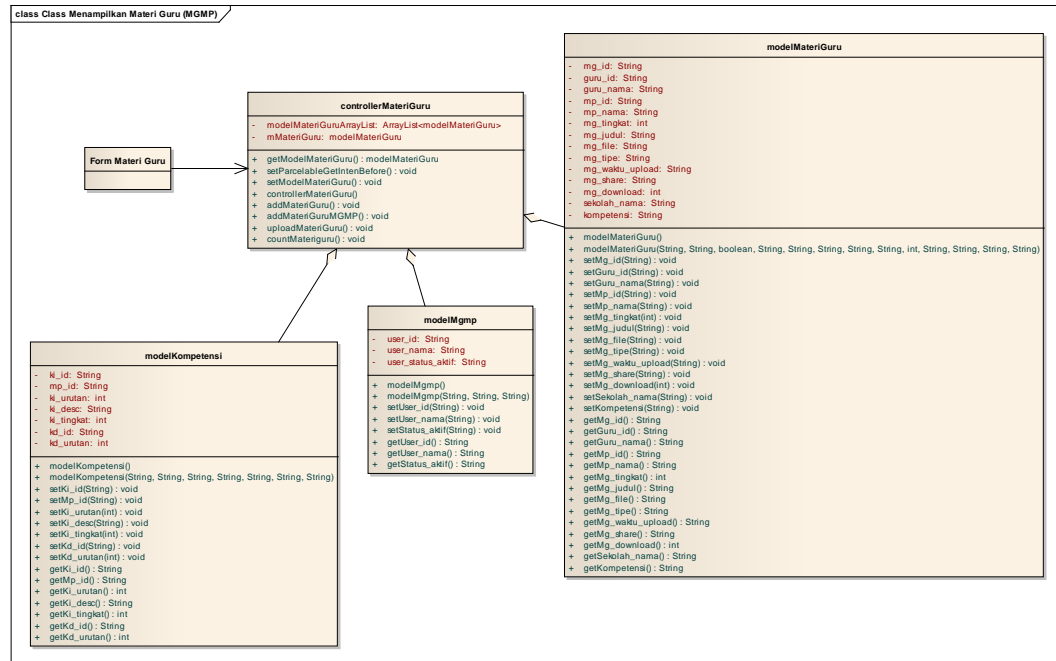 class Class Menampilkan Materi Guru (MGMP)
Form Materi Guru
controllerMateriGuru
- modelMateriGuruArrayList: ArrayList<modelMateriGuru>
- mMateriGuru: modelMateriGuru
+ getModelMateriGuru() : modelMateriGuru
+ setParcelableGetIntenBefore() : void
+ setModelMateriGuru() : void
+ controllerMateriGuru()
+ addMateriGuru() : void
+ addMateriGuruMGMP() : void
+ uploadMateriGuru() : void
+ countMateriguru() : void
modelMateriGuru
- mg_id: String
- guru_id: String
- guru_nama: String
- mp_id: String
- mp_nama: String
- mg_tingkat: int
- mg_judul: String
- mg_file: String
- mg_tipe: String
- mg_waktu_upload: String
- mg_share: String
- mg_download: int
- sekolah_nama: String
- kompetensi: String
+ modelMateriGuru()
+ modelMateriGuru(String, String, boolean, String, String, String, String, String, int, String, String, String, String)
+ setMg_id(String) : void
+ setGuru_id(String) : void
+ setGuru_nama(String) : void
+ setMp_id(String) : void
+ setMp_nama(String) : void
+ setMg_tingkat(int) : void
+ setMg_judul(String) : void
+ setMg_file(String) : void
+ setMg_tipe(String) : void
+ setMg_waktu_upload(String) : void
+ setMg_share(String) : void
+ setMg_download(int) : void
+ setSekolah_nama(String) : void
+ setKompetensi(String) : void
+ getMg_id() : String
+ getGuru_id() : String
+ getGuru_nama() : String
+ getMp_id() : String
+ getMp_nama() : String
+ getMg_tingkat() : int
+ getMg_judul() : String
+ getMg_file() : String
+ getMg_tipe() : String
+ getMg_waktu_upload() : String
+ getMg_share() : String
+ getMg_download() : int
+ getSekolah_nama() : String
+ getKompetensi() : String
modelMgmp
- user_id: String
- user_nama: String
- user_status_aktif: String
+ modelMgmp()
+ modelMgmp(String, String, String)
+ setUser_id(String) : void
+ setUser_nama(String) : void
+ setStatus_aktif(String) : void
+ getUser_id() : String
+ getUser_nama() : String
+ getStatus_aktif() : String
modelKompetensi
- ki_id: String
- mp_id: String
- ki_urutan: int
- ki_desc: String
- ki_tingkat: int
- kd_id: String
- kd_urutan: int
+ modelKompetensi()
+ modelKompetensi(String, String, String, String, String, String, String)
+ setKi_id(String) : void
+ setMp_id(String) : void
+ setKi_urutan(int) : void
+ setKi_desc(String) : void
+ setKi_tingkat(int) : void
+ setKd_id(String) : void
+ setKd_urutan(int) : void
+ getKi_id() : String
+ getMp_id() : String
+ getKi_urutan() : int
+ getKi_desc() : String
+ getKi_tingkat() : int
+ getKd_id() : String
+ getKd_urutan() : int